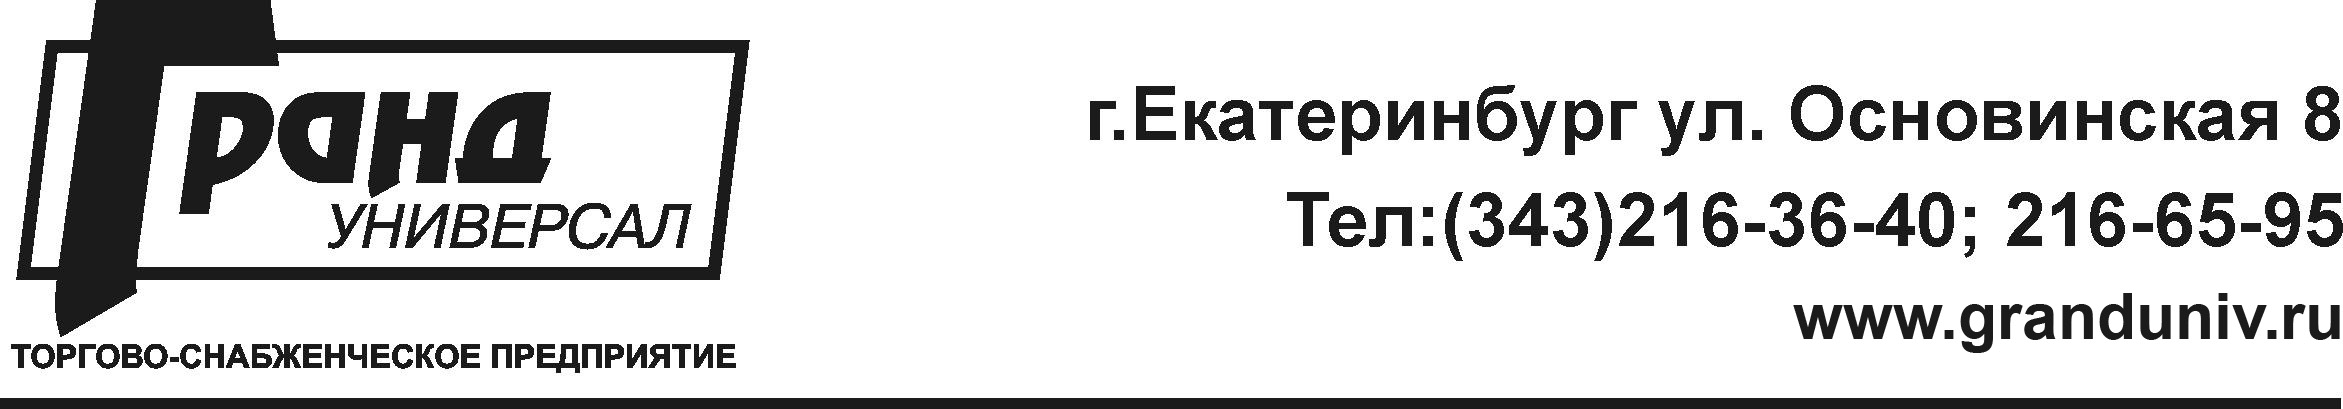 Гранд
УНИВЕРСАЛ
ТОРГОВО-СНАБЖЕНЧЕСКОЕ ПРЕДПРИЯТИЕ
г.Екатеринбург ул. Основинская 8
Тел:(343)216-36-40; 216-65-95
www.granduniv.ru